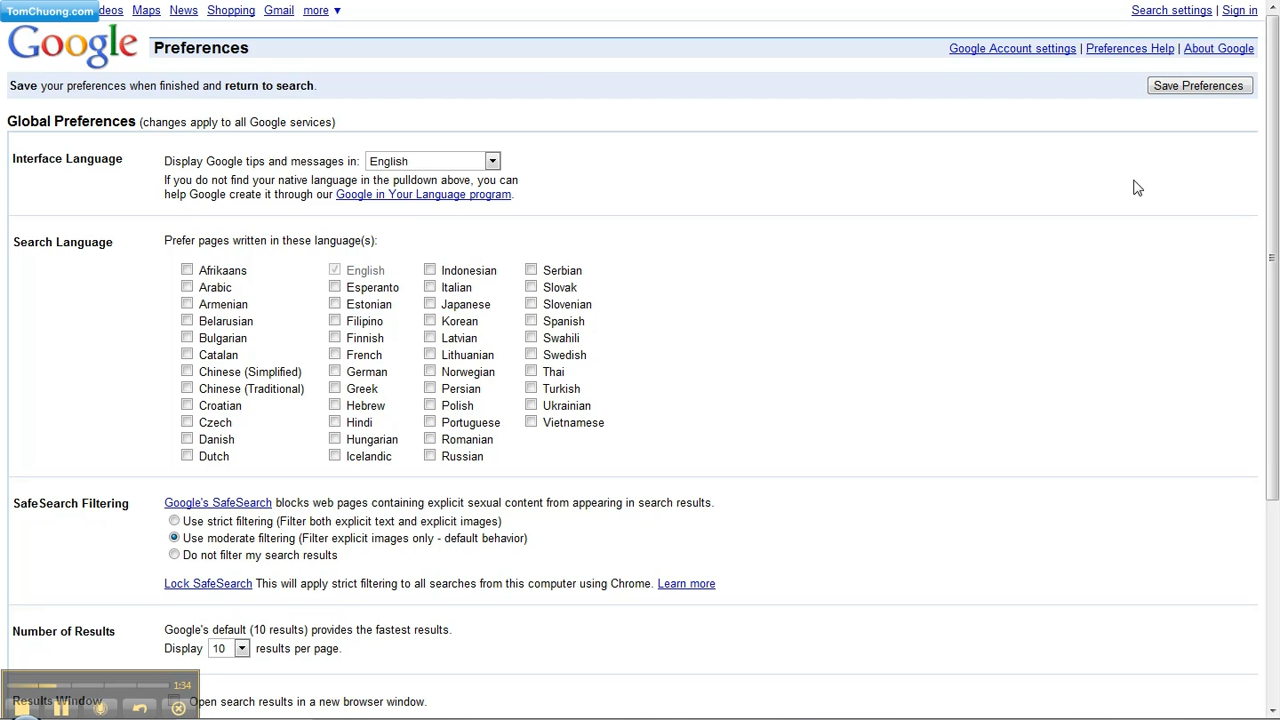 TomChuong.com
Maps News Shopping Gmail more ▼ Search settings | Sign in
Google Preferences Google Account settings | Preferences Help | About Google
Save your preferences when finished and return to search. Save Preferences
Global Preferences (changes apply to all Google services)
Interface Language Display Google tips and messages in: English
If you do not find your native language in the pulldown above, you can
help Google create it through our Google in Your Language program.
Search Language Prefer pages written in these language(s):
Afrikaans English Indonesian Serbian
Arabic Esperanto Italian Slovak
Armenian Estonian Japanese Slovenian
Belarusian Filipino Korean Spanish
Bulgarian Finnish Latvian Swahili
Catalan French Lithuanian Swedish
Chinese (Simplified) German Norwegian Thai
Chinese (Traditional) Greek Persian Turkish
Croatian Hebrew Polish Ukrainian
Czech Hindi Portuguese Vietnamese
Danish Hungarian Romanian
Dutch Icelandic Russian
SafeSearch Filtering Google's SafeSearch blocks web pages containing explicit sexual content from appearing in search results.
Use strict filtering (Filter both explicit text and explicit images)
Use moderate filtering (Filter explicit images only - default behavior)
Do not filter my search results
Lock SafeSearch This will apply strict filtering to all searches from this computer using Chrome. Learn more
Number of Results Google's default (10 results) provides the fastest results.
Display 10 results per page.
1:34
Results Window Open search results in a new browser window.